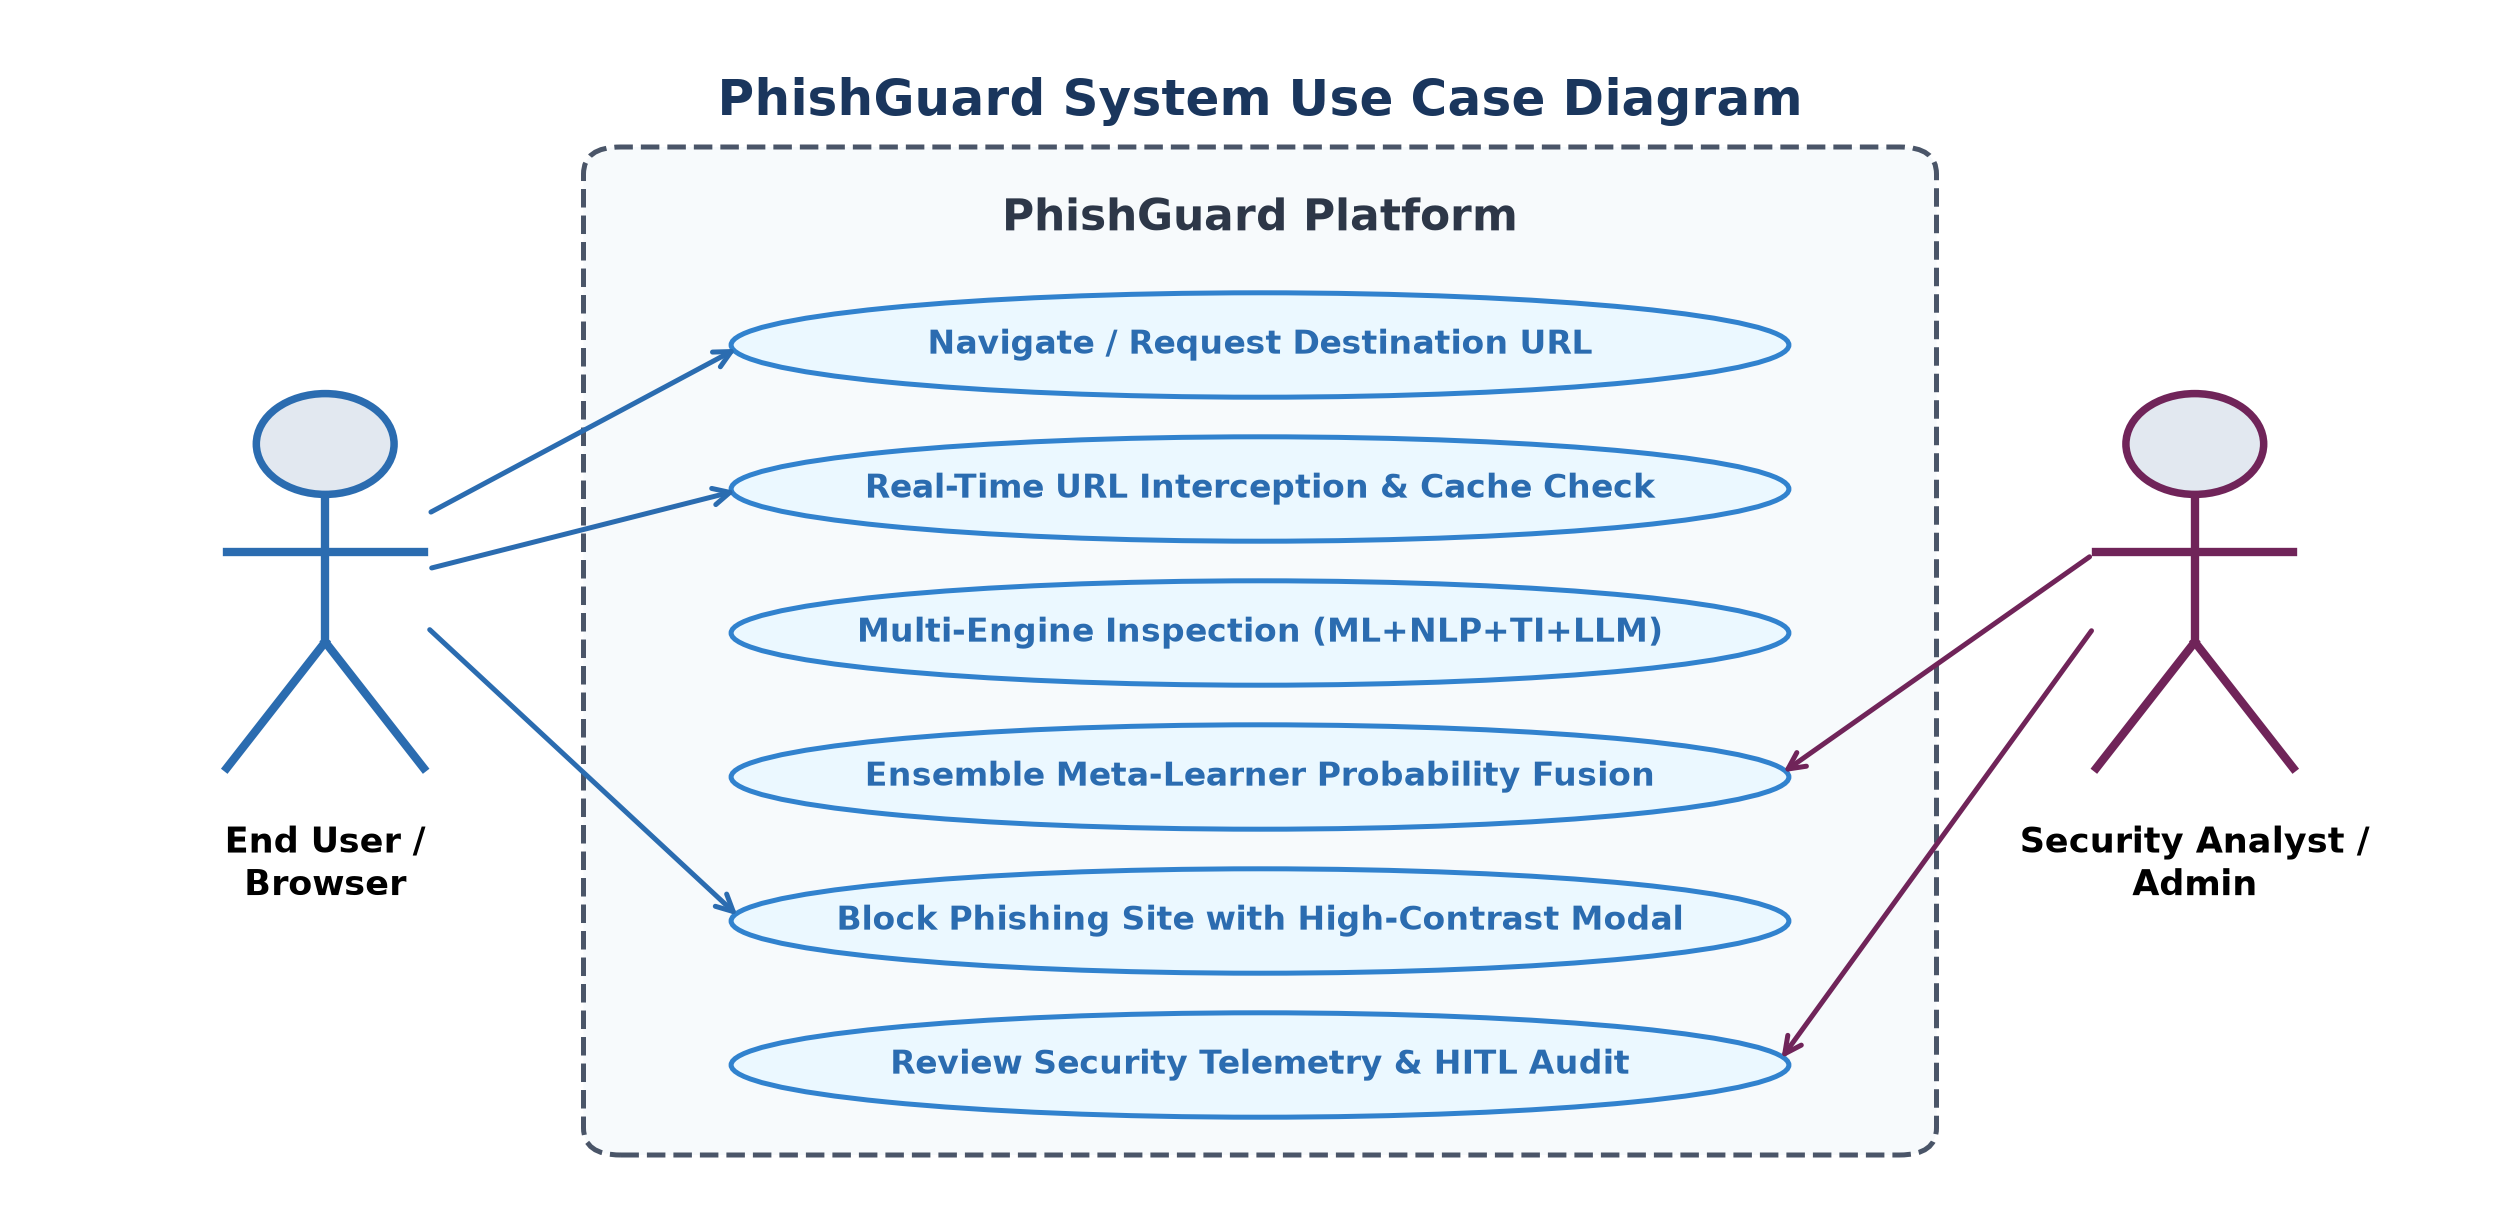 PhishGuard System Use Case Diagram
PhishGuard Platform
Navigate / Request Destination URL
Real-Time URL Interception & Cache Check
Multi-Engine Inspection (ML+NLP+TI+LLM)
Ensemble Meta-Learner Probability Fusion
Block Phishing Site with High-Contrast Modal
Review Security Telemetry & HITL Audit
End User /
Browser
Security Analyst /
Admin